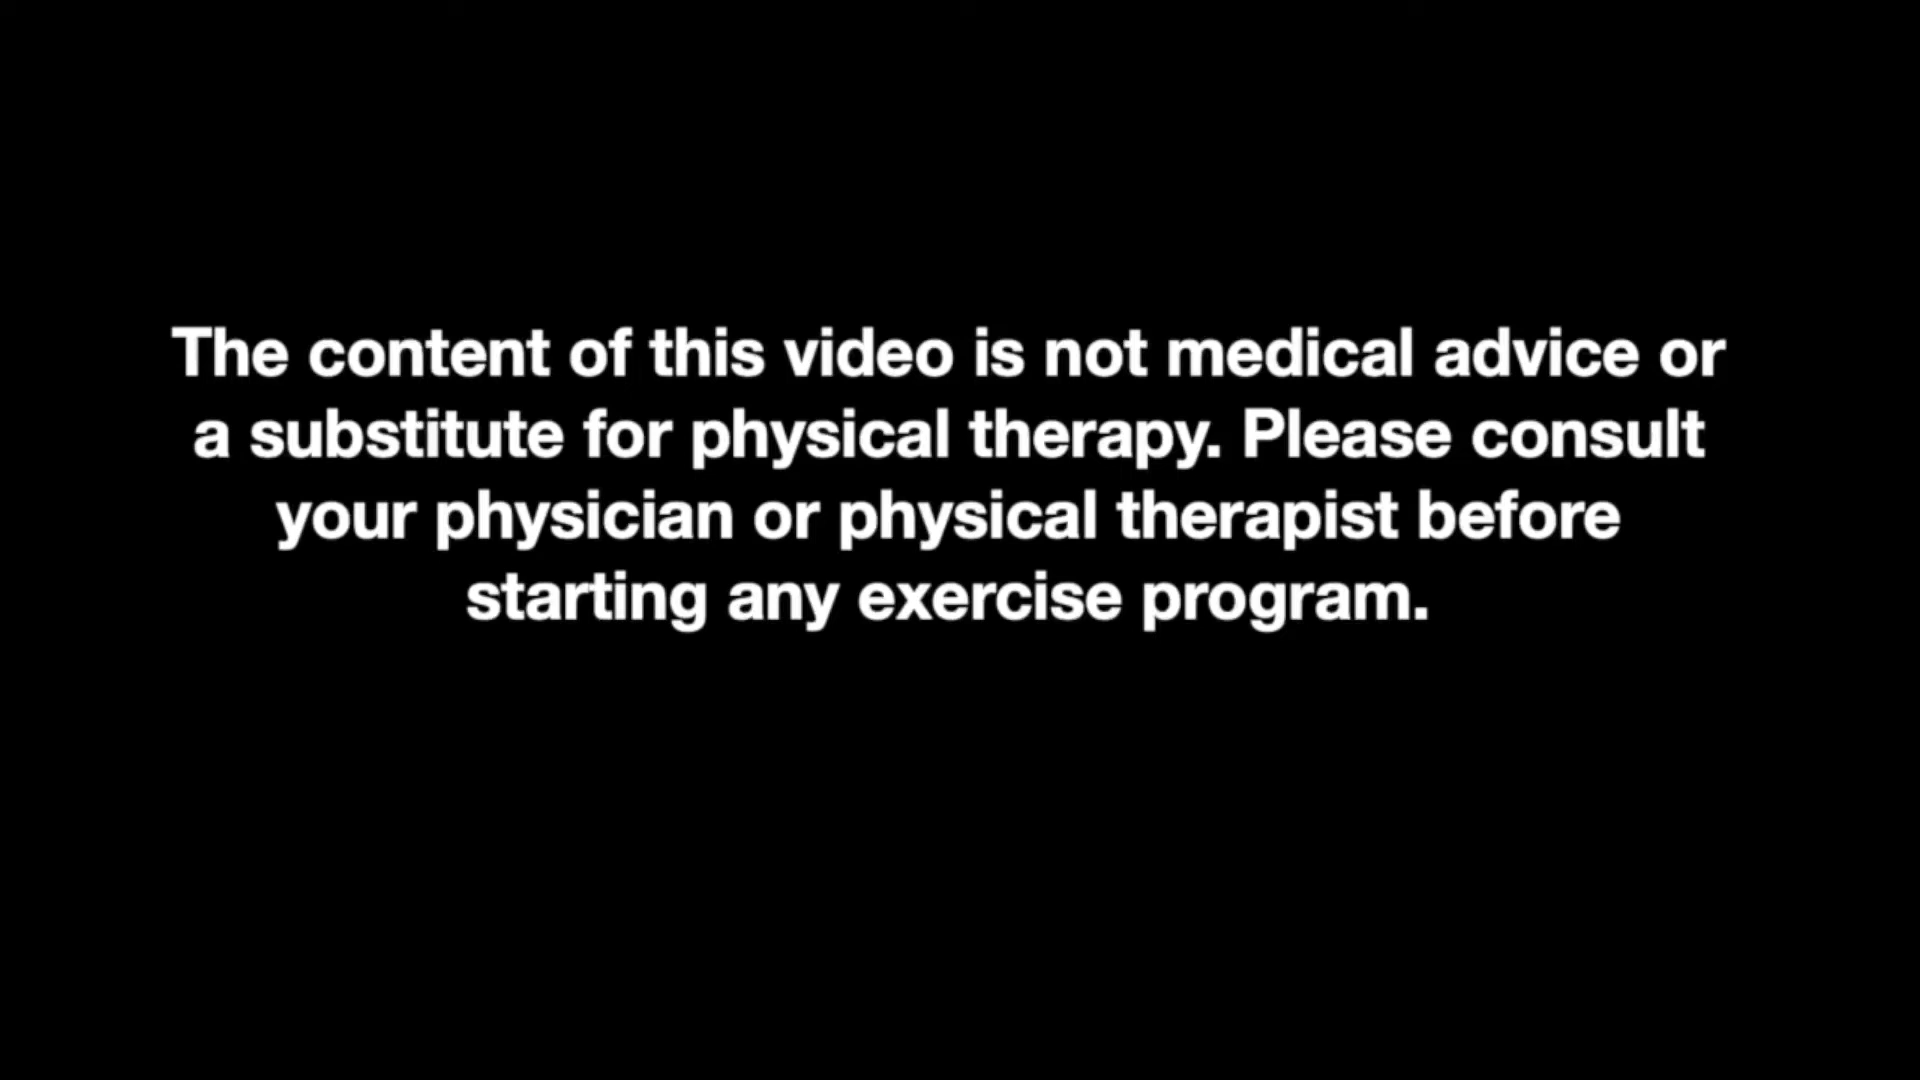 The content of this video is not medical advice or
a substitute for physical therapy. Please consult
your physician or physical therapist before
starting any exercise program.